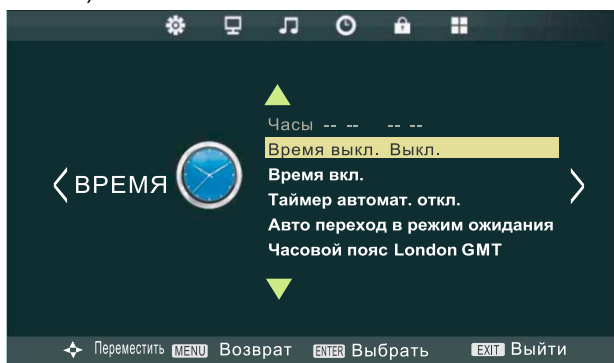 Часы -- -- -- --
Время выкл. Выкл.
ВРЕМЯ
Время вкл.
Таймер автомат. откл.
Авто переход в режим ожидания
Часовой пояс London GMT
Переместить MENU Возврат ENTER Выбрать EXIT Выйти